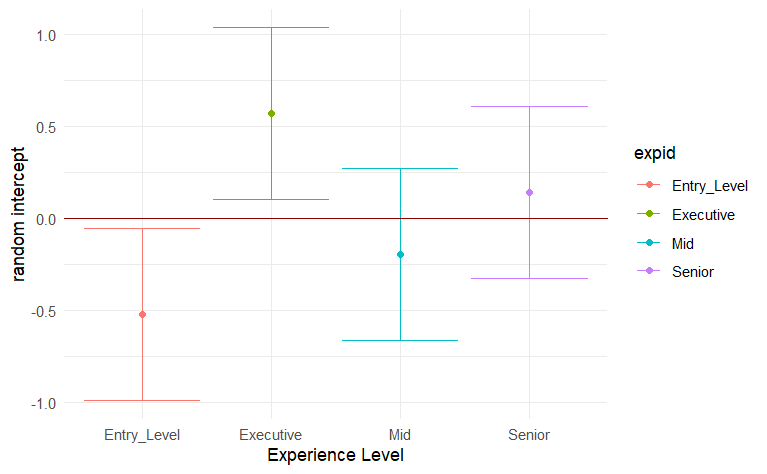 random intercept
1.0
0.5
0.0
-0.5
-1.0
Entry_Level
Executive
Mid
Senior
Experience Level
expid
Entry_Level
Executive
Mid
Senior